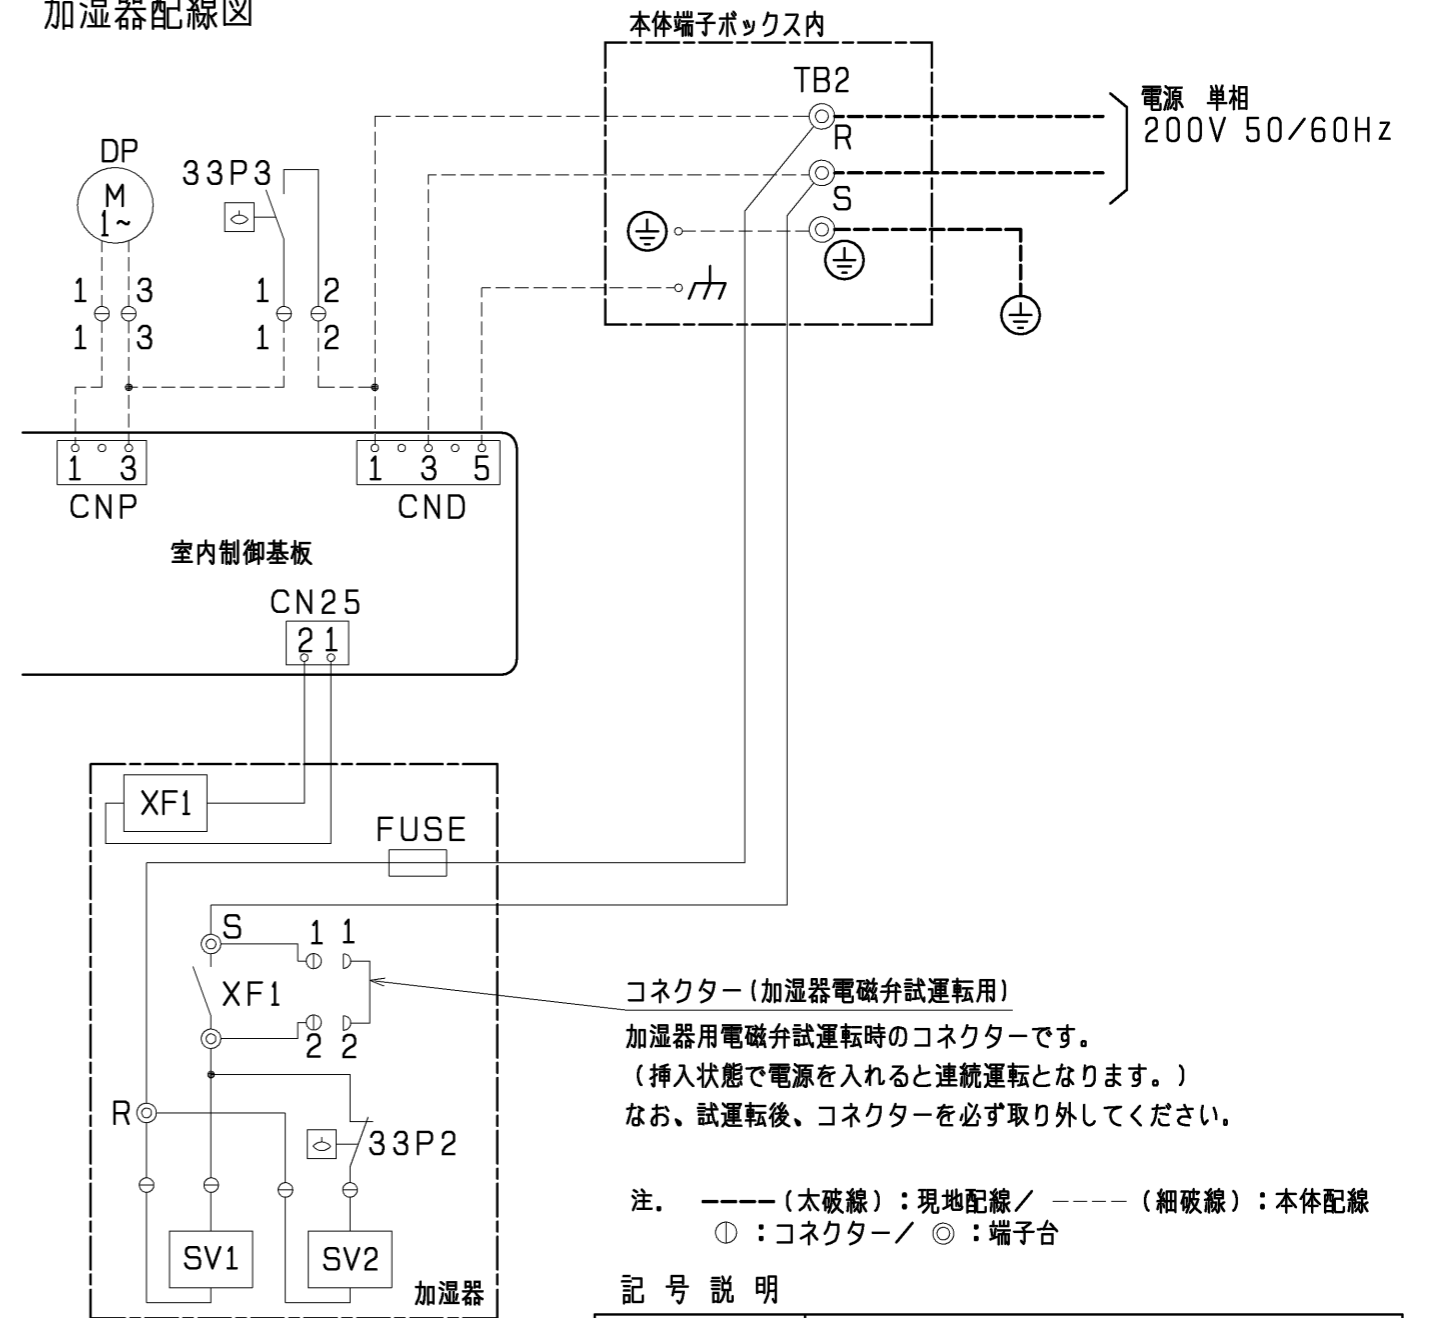 加湿器配線図
本体端子ボックス内
TB2
電源 単相
200V 50/60Hz
R
S
DP
M
1~
33P3
1 3 1 2
1 3 1 2
1 3
CNP
1 3 5
CND
室内制御基板
CN25
2 1
XF1
FUSE
S
1 1
XF1
2 2
R
33P2
SV1
SV2
加湿器
コネクター(加湿器電磁弁試運転用)
加湿器用電磁弁試運転時のコネクターです。
(挿入状態で電源を入れると連続運転となります。)
なお、試運転後、コネクターを必ず取り外してください。
注. ----(太破線):現地配線/ ----(細破線):本体配線
⦶:コネクター/ ◎:端子台
記号説明